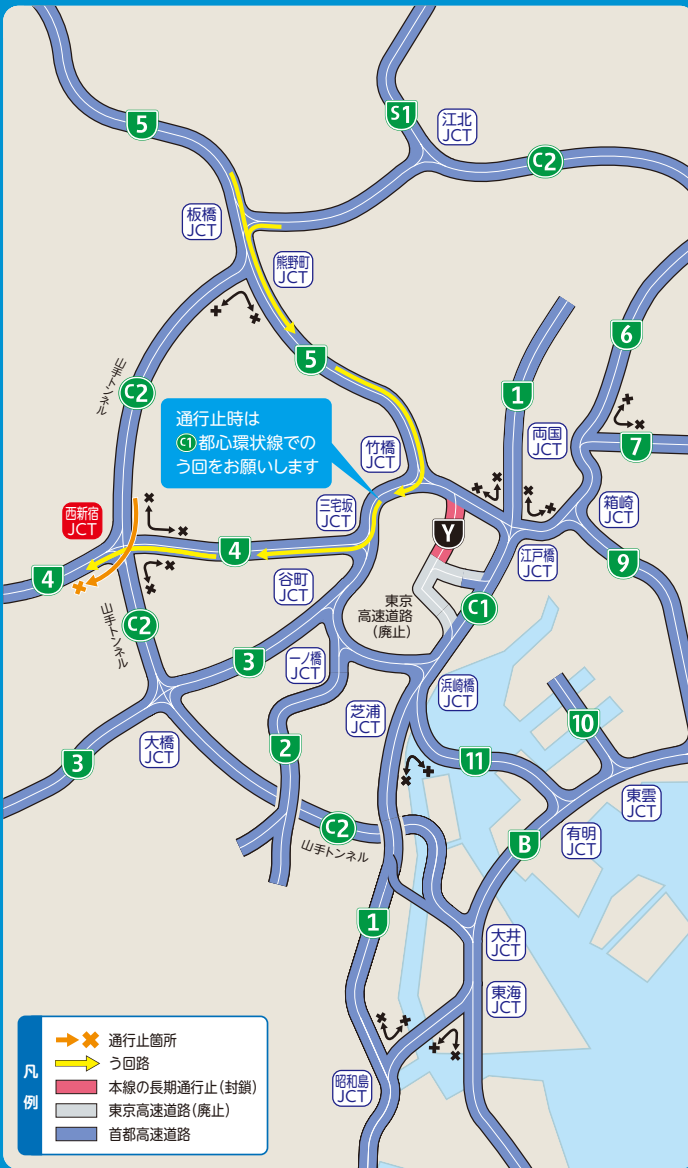 S1
江北
JCT
5
C2
板橋
JCT
熊野町
JCT
6
5
1
山手トンネル
C2
両国
JCT
7
通行止時は
C1都心環状線での
う回をお願いします
竹橋
JCT
箱崎
JCT
三宅坂
JCT
西新宿
JCT
Y
江戸橋
JCT
4
4
9
谷町
JCT
東京
高速道路
(廃止)
C1
山手トンネル
C2
3
一ノ橋
JCT
浜崎橋
JCT
芝浦
JCT
10
大橋
JCT
2
3
11
東雲
JCT
C2
山手トンネル
有明
JCT
B
1
大井
JCT
東海
JCT
昭和島
JCT
凡例
通行止箇所
う回路
本線の長期通行止(封鎖)
東京高速道路(廃止)
首都高速道路